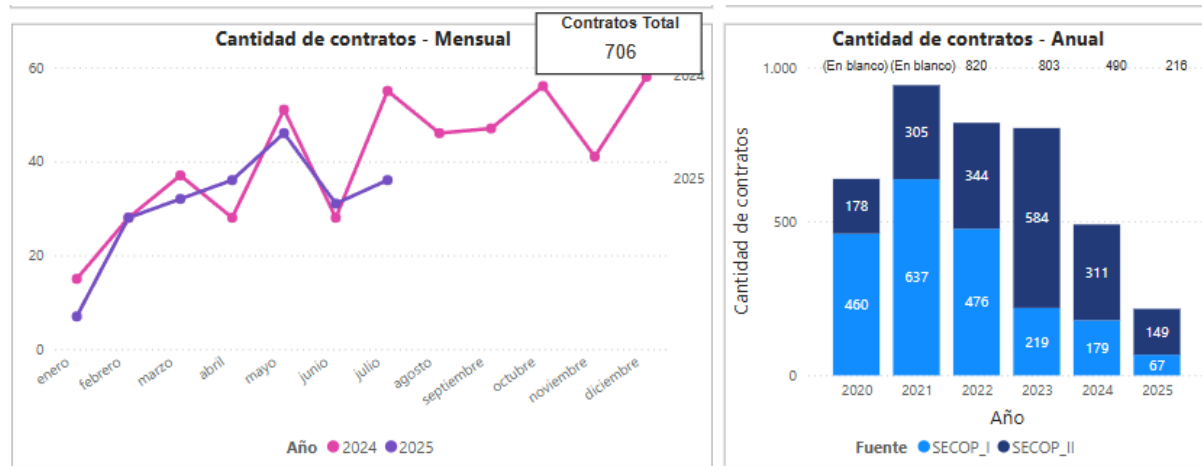 Cantidad de contratos - Mensual
Contratos Total
706
60
40
20
0
2024
2025
enero
febrero
marzo
abril
mayo
junio
julio
agosto
septiembre
octubre
noviembre
diciembre
Año 2024 2025
Cantidad de contratos - Anual
(En blanco) (En blanco) 820 803 490 216
1.000
500
0
Cantidad de contratos
178 305 344 584 311 149
460 637 476 219 179 67
2020 2021 2022 2023 2024 2025
Año
Fuente SECOP_I SECOP_II